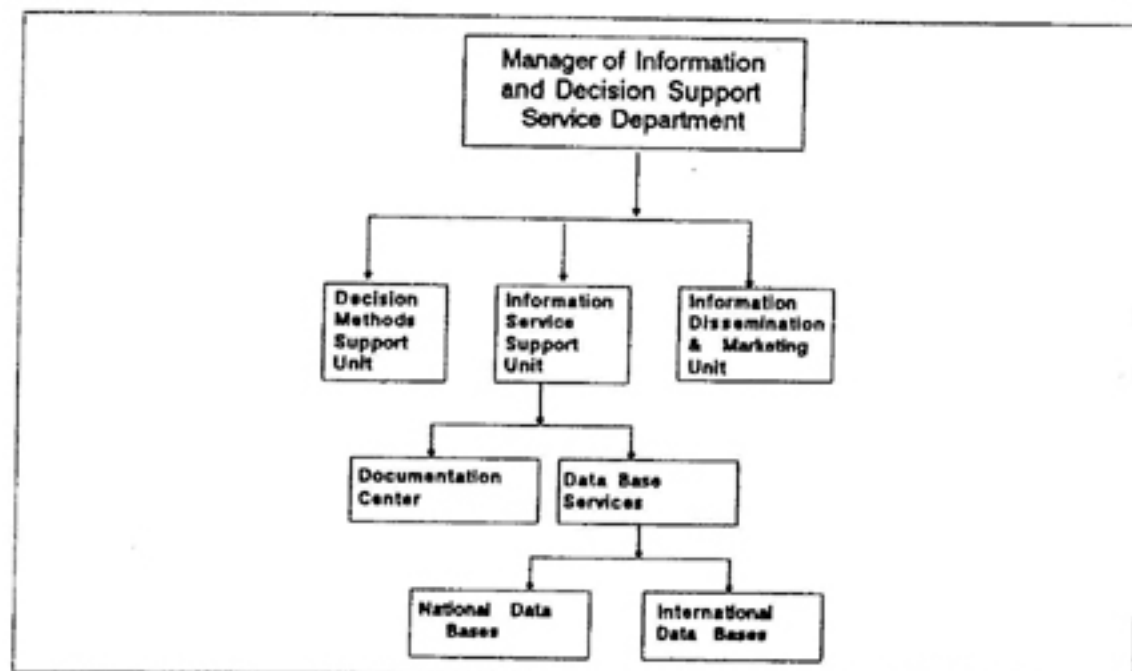 Manager of Information
and Decision Support
Service Department
Decision
Methods
Support
Unit
Information
Service
Support
Unit
Information
Dissemination
& Marketing
Unit
Documentation
Center
Data Base
Services
National Data
Bases
International
Data Bases